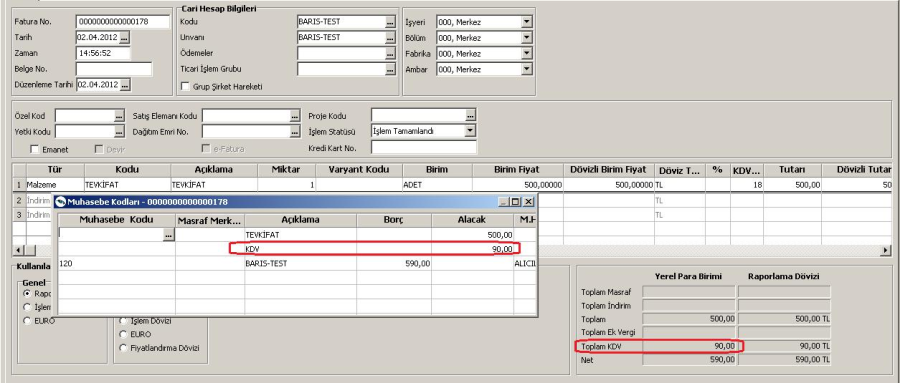 Cari Hesap Bilgileri
Fatura No. 0000000000000178 Kodu BARIS-TEST ... İşyeri 000, Merkez
Tarih 02.04.2012 ... Unvanı BARIS-TEST ... Bölüm 000, Merkez
Zaman 14:56:52 Ödemeler ... Fabrika 000, Merkez
Belge No. Ticari İşlem Grubu ... Ambar 000, Merkez
Düzenleme Tarihi 02.04.2012 ... Grup Şirket Hareketi
Özel Kod ... Satış Elemanı Kodu ... Proje Kodu ...
Yetki Kodu ... Dağıtım Emri No. ... İşlem Statüsü İşlem Tamamlandı
Emanet Devir e-Fatura Kredi Kart No.
Tür Kodu Açıklama Miktar Varyant Kodu Birim Birim Fiyat Dövizli Birim Fiyat Döviz T... % KDV... Tutarı Dövizli Tutar
1 Malzeme TEVKİFAT TEVKİFAT 1 ADET 500,00000 500,00000 TL 18 500,00 50
2 İndirim TL
3 İndirim TL
Muhasebe Kodları - 0000000000000178
Muhasebe Kodu Masraf Merk... Açıklama Borç Alacak M.H
... TEVKİFAT 500,00
KDV 90,00
120 BARIS-TEST 590,00 ALICIL
Kullanıla
Genel
Rapo
İşlem
EURO
İşlem Dövizi
EURO
Fiyatlandırma Dövizi
Yerel Para Birimi Raporlama Dövizi
Toplam Masraf
Toplam İndirim
Toplam 500,00 500,00 TL
Toplam Ek Vergi
Toplam KDV 90,00 90,00 TL
Net 590,00 590,00 TL